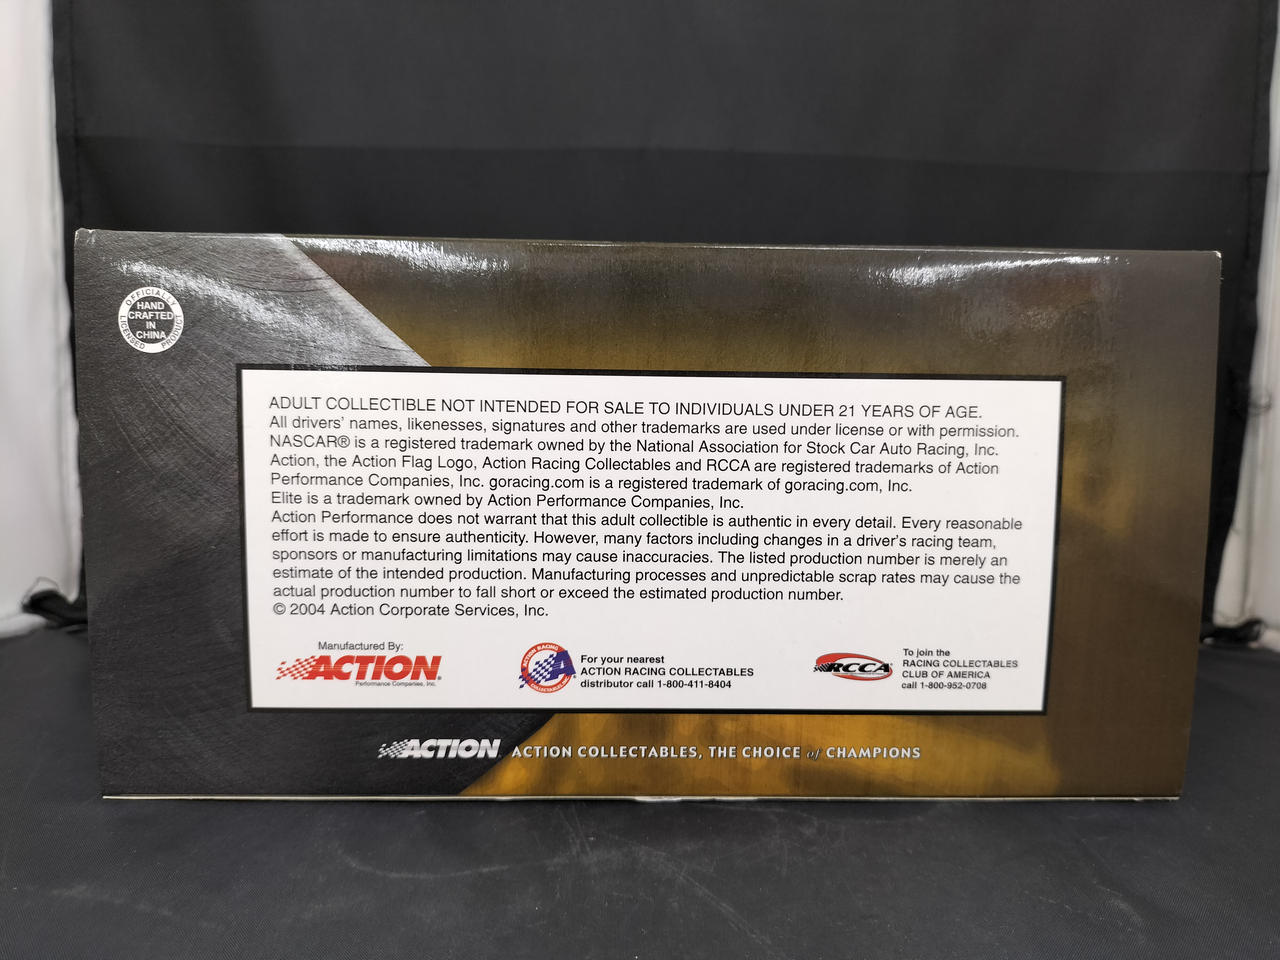 OFFICIALLY
LICENSED PRODUCT
HAND
CRAFTED
IN
CHINA
ADULT COLLECTIBLE NOT INTENDED FOR SALE TO INDIVIDUALS UNDER 21 YEARS OF AGE.
All drivers' names, likenesses, signatures and other trademarks are used under license or with permission.
NASCAR® is a registered trademark owned by the National Association for Stock Car Auto Racing, Inc.
Action, the Action Flag Logo, Action Racing Collectables and RCCA are registered trademarks of Action
Performance Companies, Inc. goracing.com is a registered trademark of goracing.com, Inc.
Elite is a trademark owned by Action Performance Companies, Inc.
Action Performance does not warrant that this adult collectible is authentic in every detail. Every reasonable
effort is made to ensure authenticity. However, many factors including changes in a driver's racing team,
sponsors or manufacturing limitations may cause inaccuracies. The listed production number is merely an
estimate of the intended production. Manufacturing processes and unpredictable scrap rates may cause the
actual production number to fall short or exceed the estimated production number.
© 2004 Action Corporate Services, Inc.
Manufactured By:
ACTION
Performance Companies, Inc.
ACTION RACING
COLLECTABLES
A
For your nearest
ACTION RACING COLLECTABLES
distributor call 1-800-411-8404
RCCA
To join the
RACING COLLECTABLES
CLUB OF AMERICA
call 1-800-952-0708
ACTION ACTION COLLECTABLES, THE CHOICE of CHAMPIONS